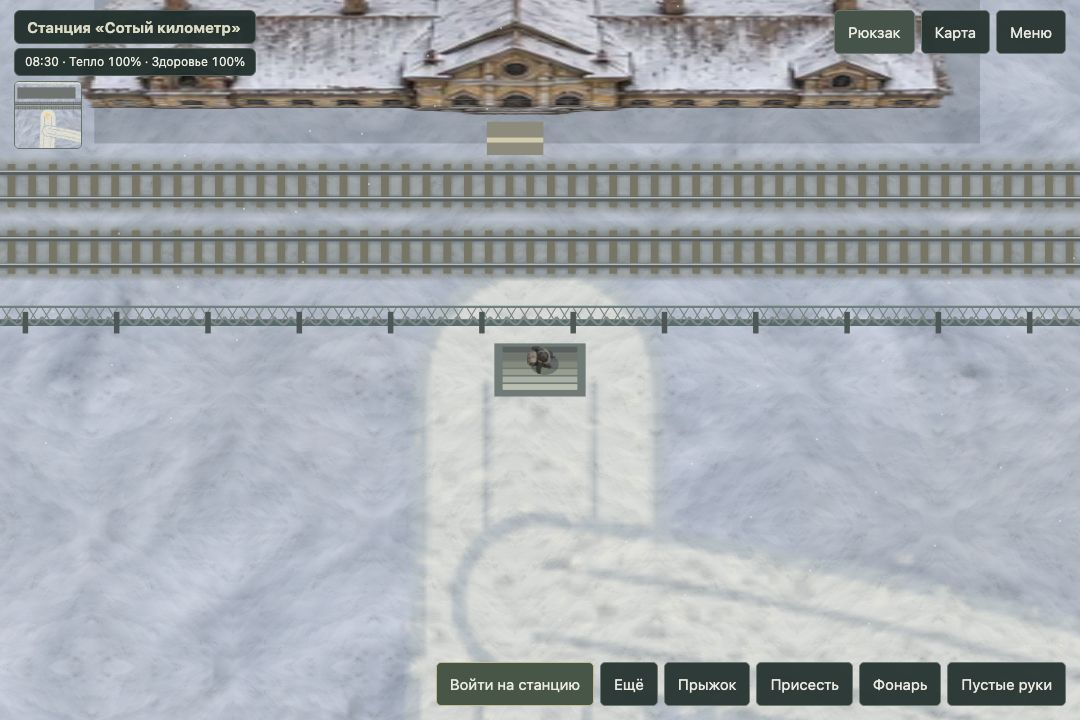 Станция «Сотый километр»
08:30 · Тепло 100% · Здоровье 100%
Рюкзак
Карта
Меню
Войти на станцию
Ещё
Прыжок
Присесть
Фонарь
Пустые руки